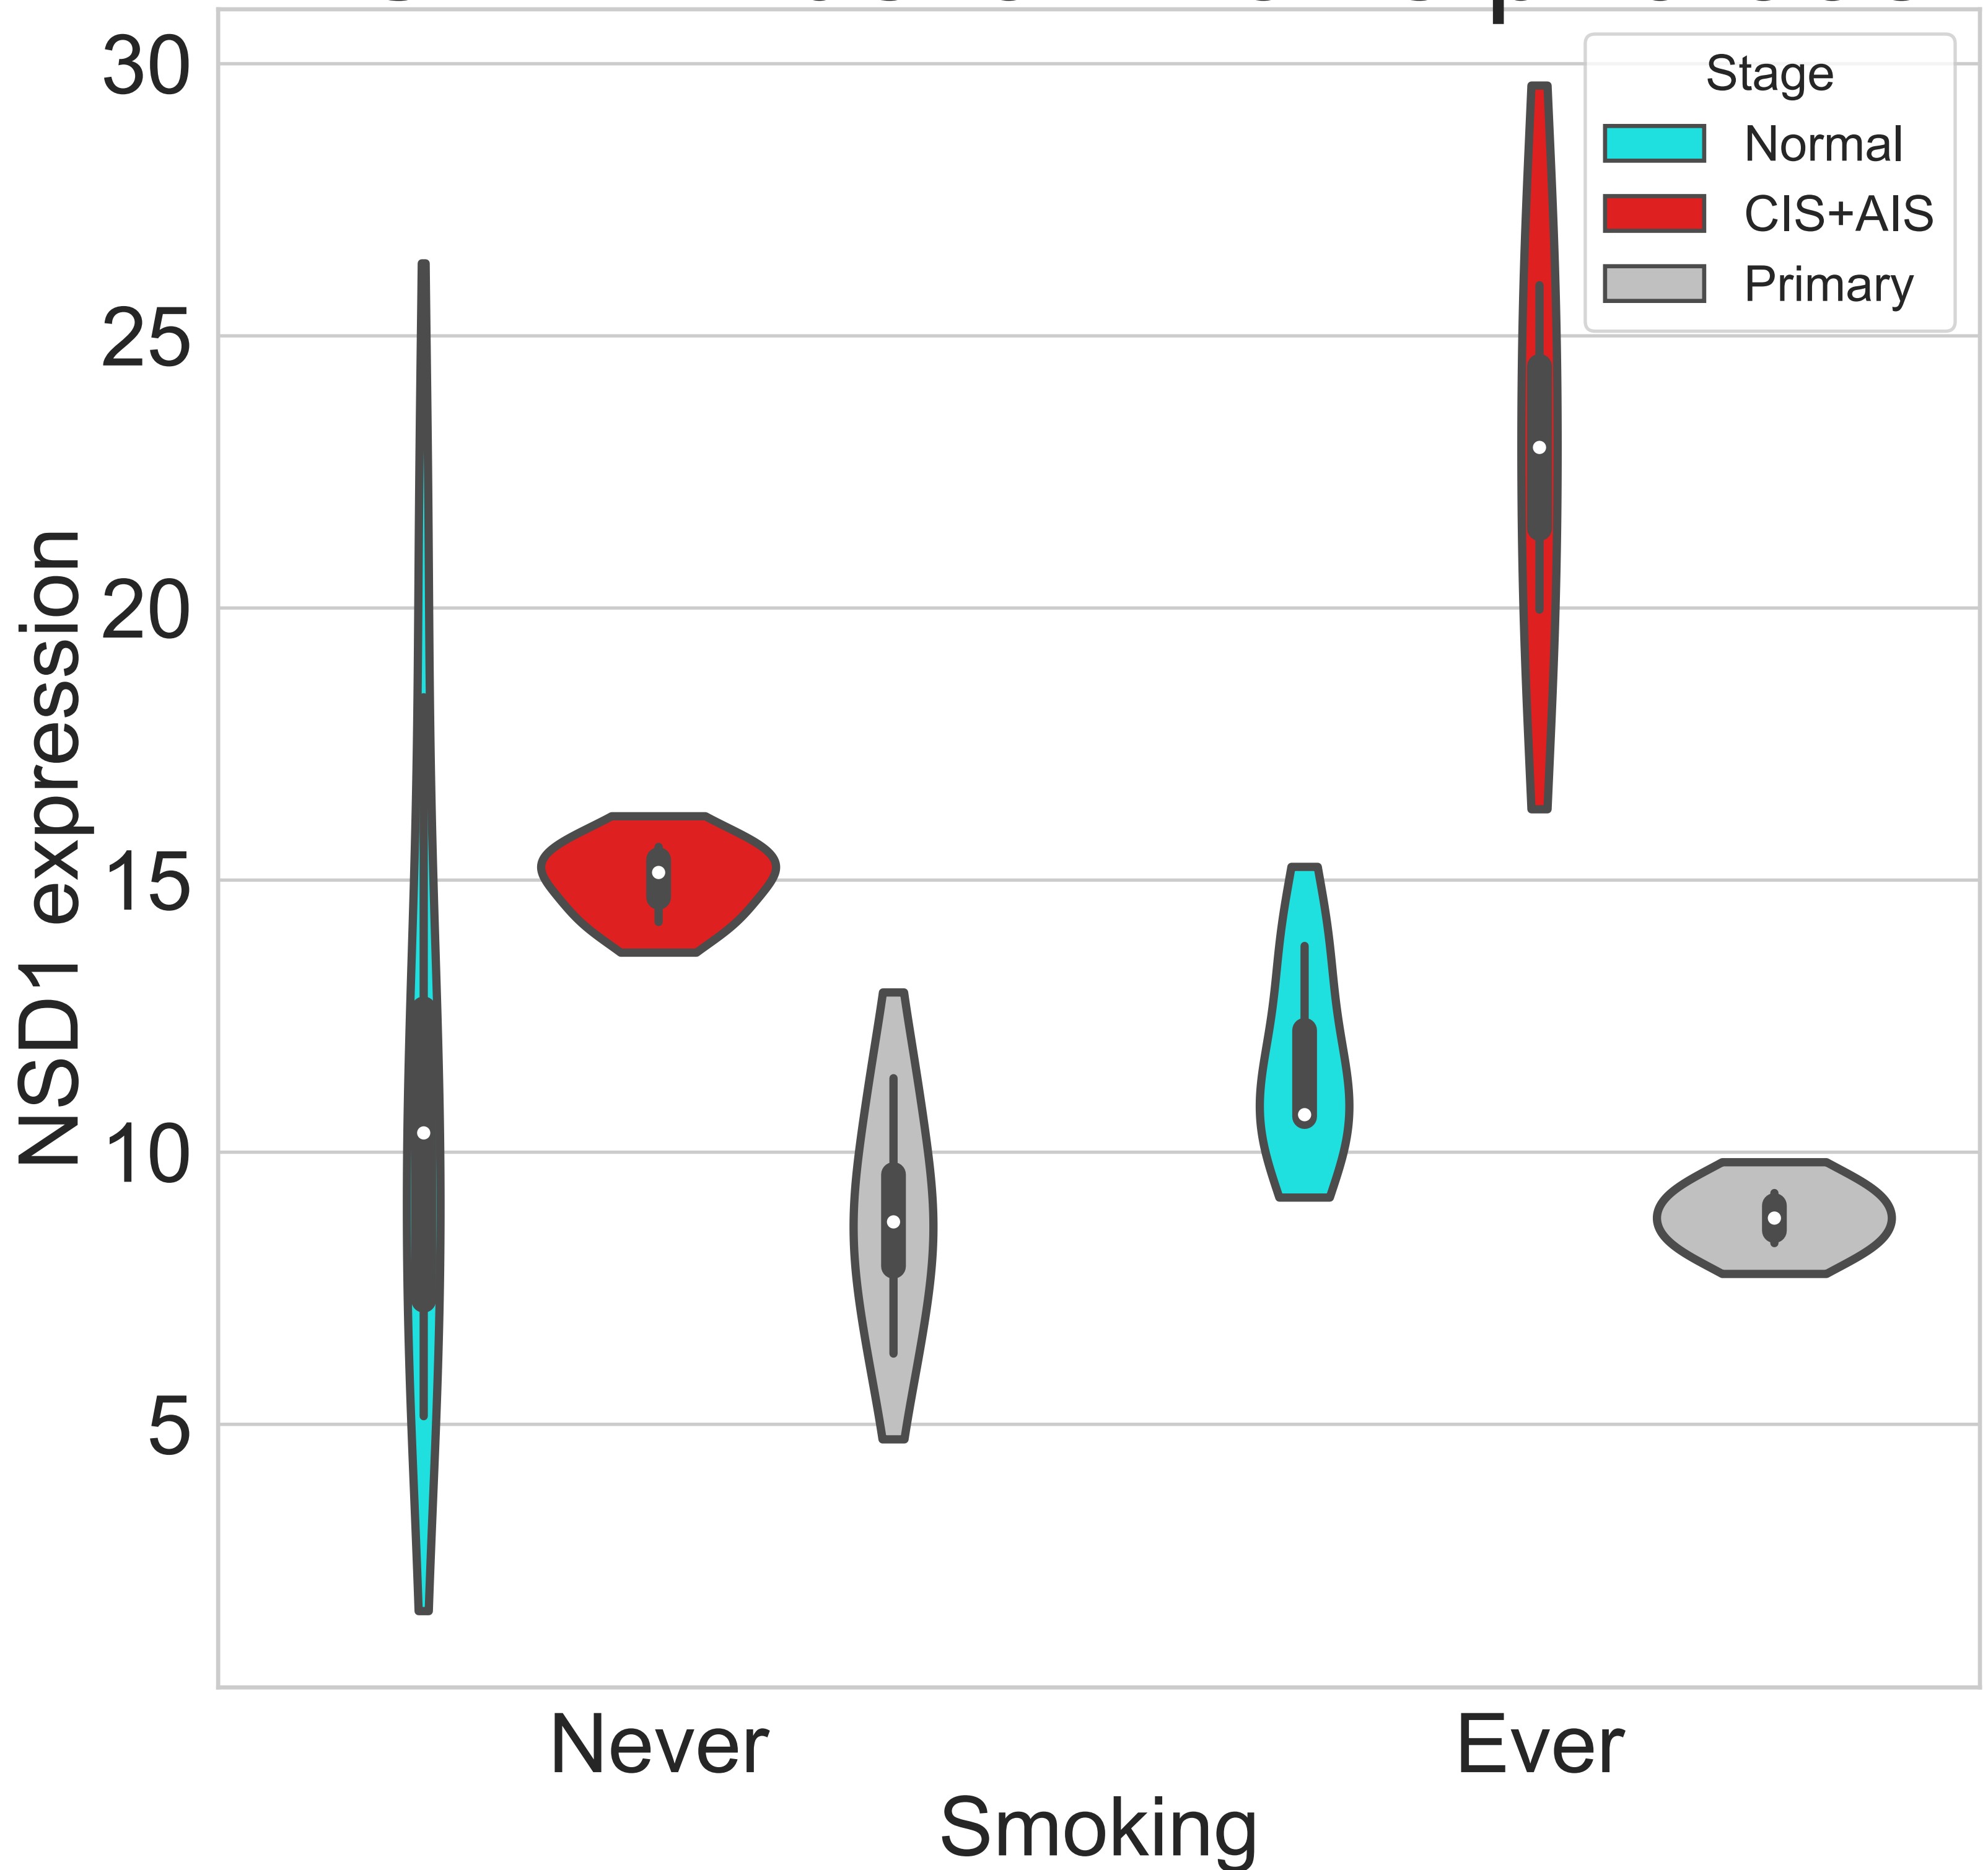 Stage
Normal
CIS+AIS
Primary
30
25
20
15
10
5
NSD1 expression
Never
Ever
Smoking